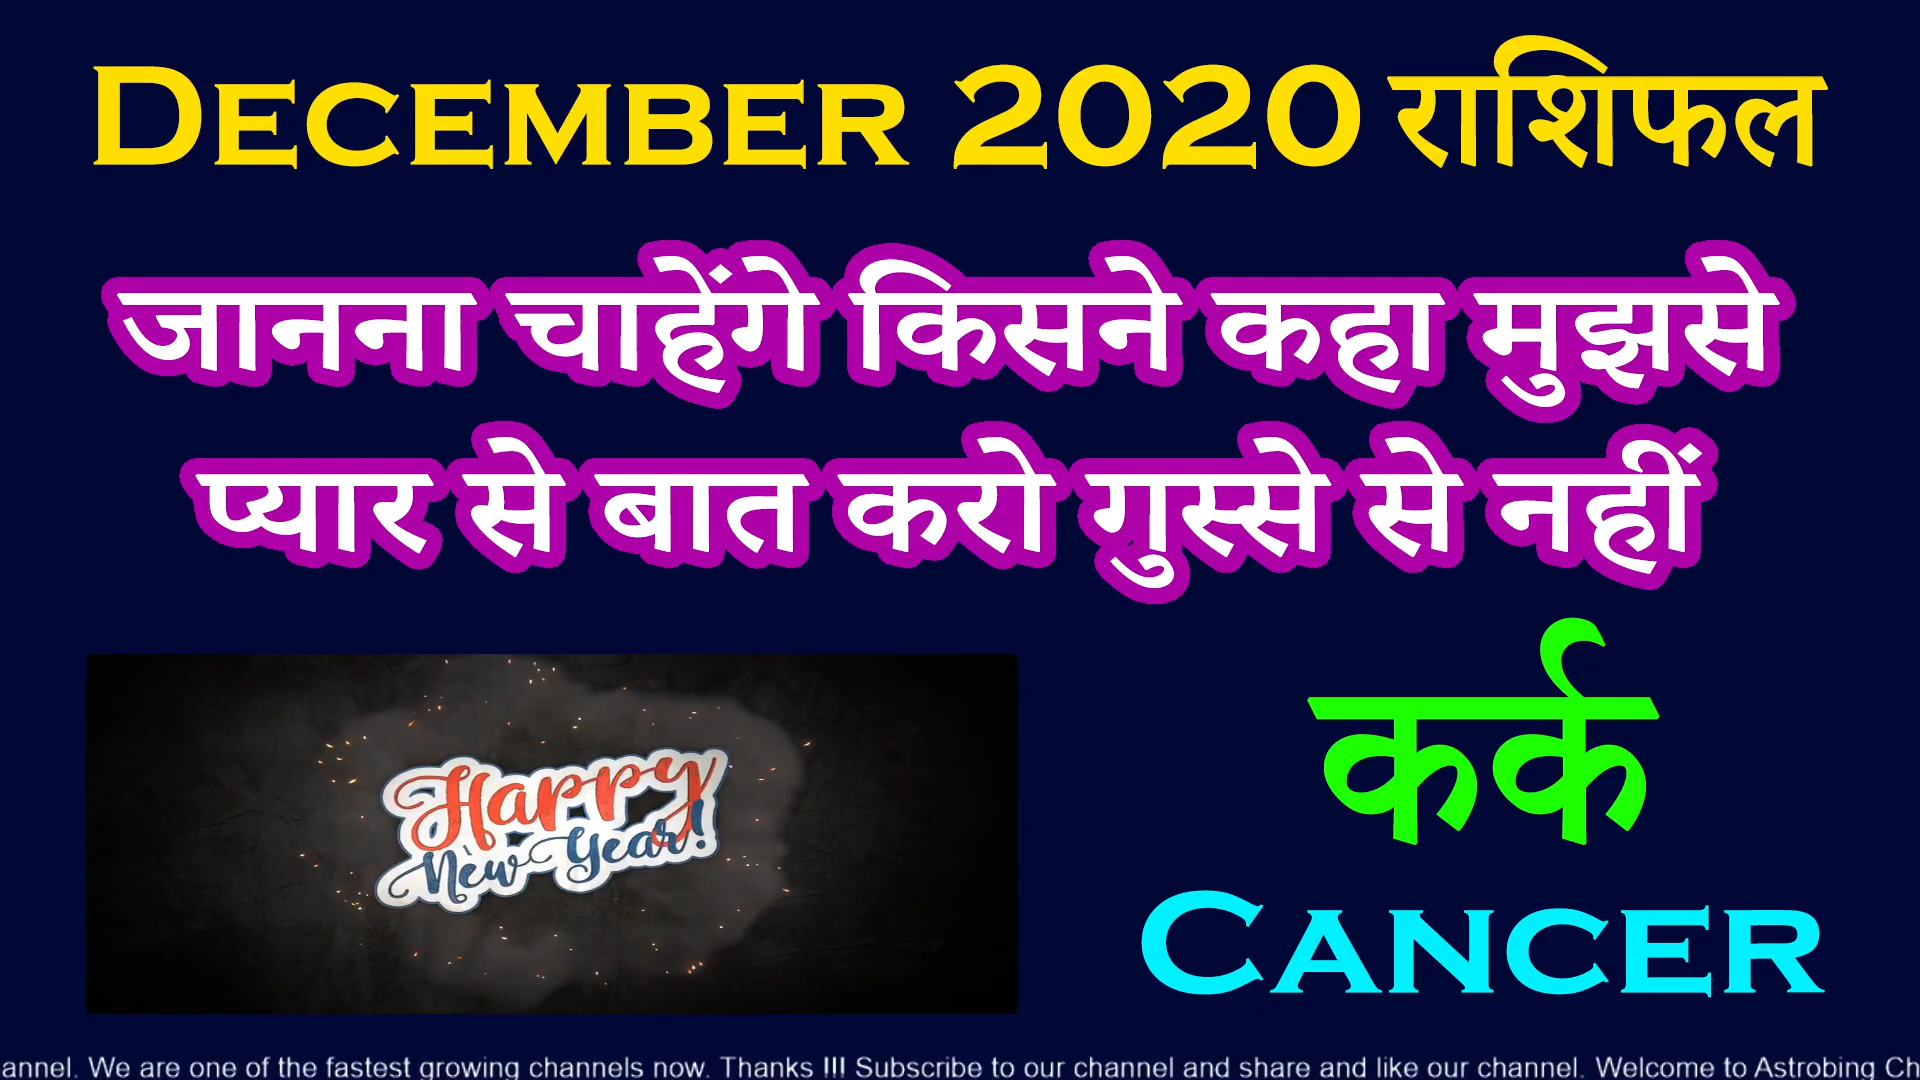 DECEMBER 2020 राशिफल
जानना चाहेंगे किसने कहा मुझसे
प्यार से बात करो गुस्से से नहीं
कर्क
Happy
New Year!
CANCER
annel. We are one of the fastest growing channels now. Thanks !!! Subscribe to our channel and share and like our channel. Welcome to Astrobing Ch